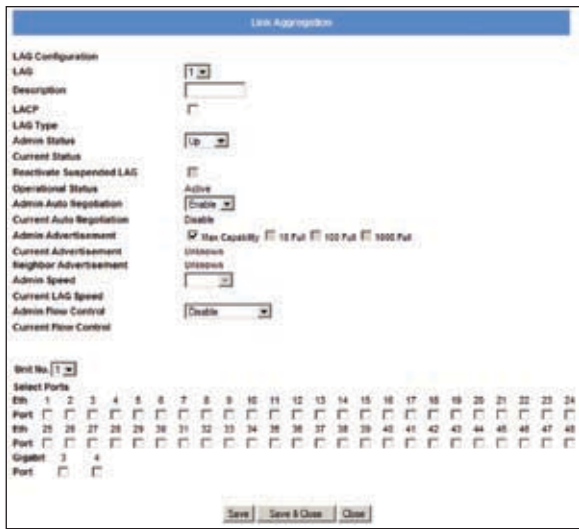 Link Aggregation
LAG Configuration
LAG 1
Description
LACP
LAG Type
Admin Status Up
Current Status
Reactivate Suspended LAG
Operational Status Active
Admin Auto Negotiation Enable
Current Auto Negotiation Disable
Admin Advertisement Max Capability 10 Full 100 Full 1000 Full
Current Advertisement Unknown
Neighbor Advertisement Unknown
Admin Speed
Current LAG Speed
Admin Flow Control Disable
Current Flow Control
Unit No. 1
Select Ports
Eth 1 2 3 4 5 6 7 8 9 10 11 12 13 14 15 16 17 18 19 20 21 22 23 24
Port
Eth 25 26 27 28 29 30 31 32 33 34 35 36 37 38 39 40 41 42 43 44 45 46 47 48
Port
Gigabit 3 4
Port
Save Save & Close Close